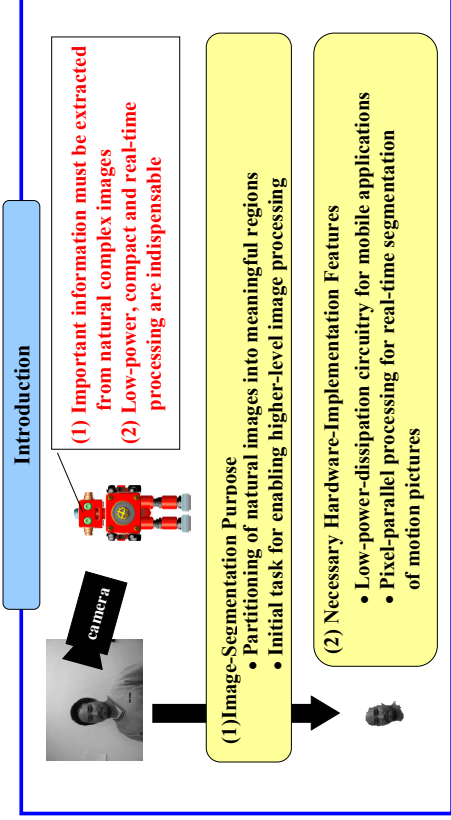 Introduction
camera
(1) Important information must be extracted
from natural complex images
(2) Low-power, compact and real-time
processing are indispensable
(1)Image-Segmentation Purpose
• Partitioning of natural images into meaningful regions
• Initial task for enabling higher-level image processing
(2) Necessary Hardware-Implementation Features
• Low-power-dissipation circuitry for mobile applications
• Pixel-parallel processing for real-time segmentation
of motion pictures